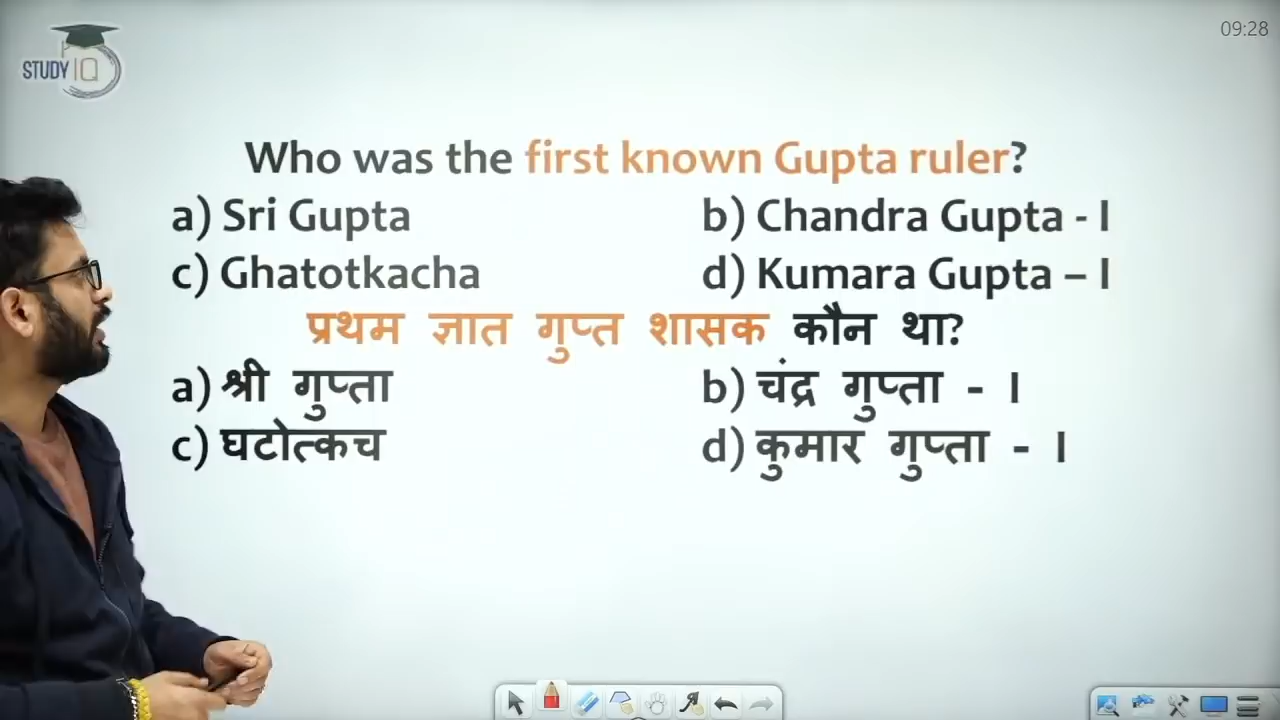 09:28
STUDY IQ
Who was the first known Gupta ruler?
a) Sri Gupta b) Chandra Gupta - I
c) Ghatotkacha d) Kumara Gupta – I
प्रथम ज्ञात गुप्त शासक कौन था?
a) श्री गुप्ता b) चंद्र गुप्ता - I
c) घटोत्कच d) कुमार गुप्ता - I